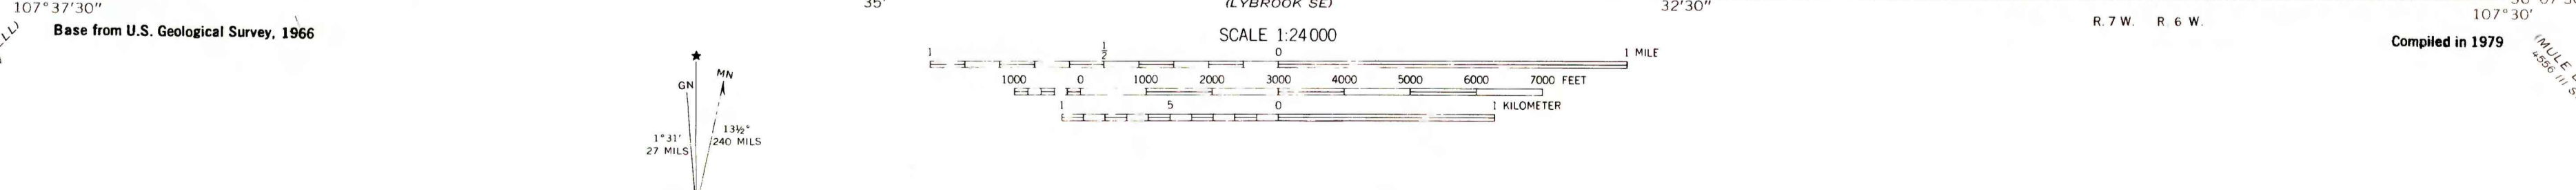 107°37'30"
35'
(LYBROOK SE)
32'30"
107°30'
R. 7 W. R 6 W.
Base from U.S. Geological Survey, 1966
SCALE 1:24 000
Compiled in 1979
1 ½ 0 1 MILE
1000 0 1000 2000 3000 4000 5000 6000 7000 FEET
1 5 0 1 KILOMETER
★
GN
MN
1°31'
27 MILS
13½°
240 MILS